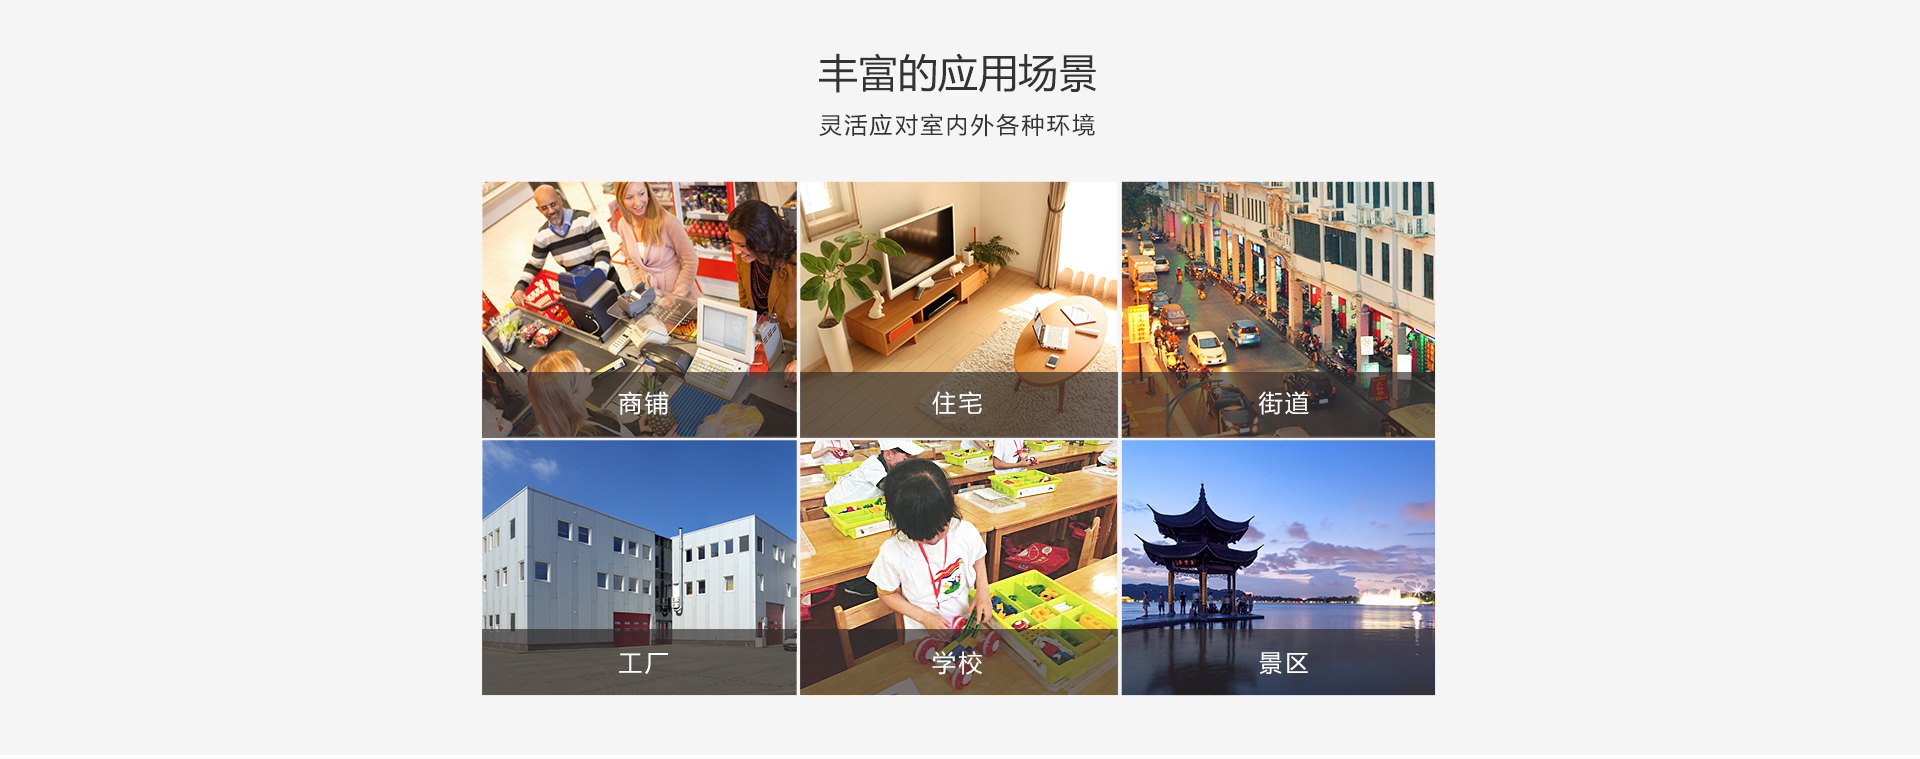 丰富的应用场景
灵活应对室内外各种环境
商铺
住宅
街道
工厂
学校
景区